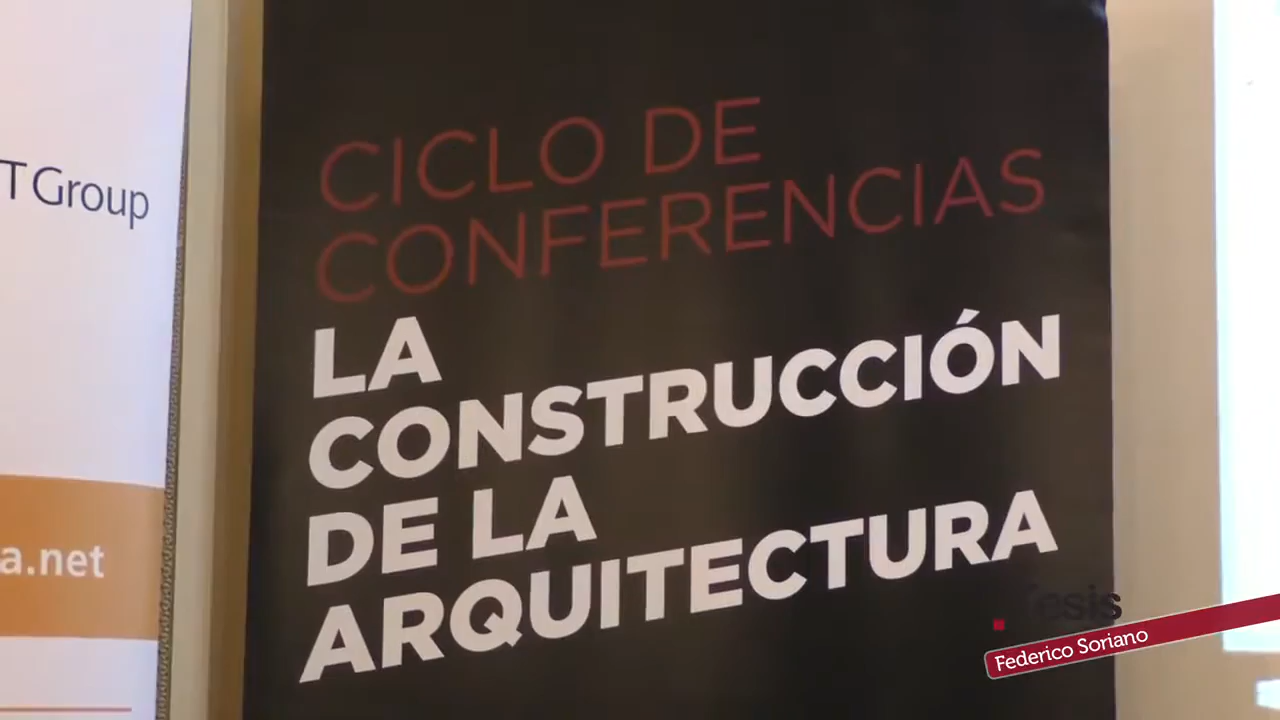 T Group
a.net
CICLO DE
CONFERENCIAS
LA
CONSTRUCCIÓN
DE LA
ARQUITECTURA
Tesis
Federico Soriano